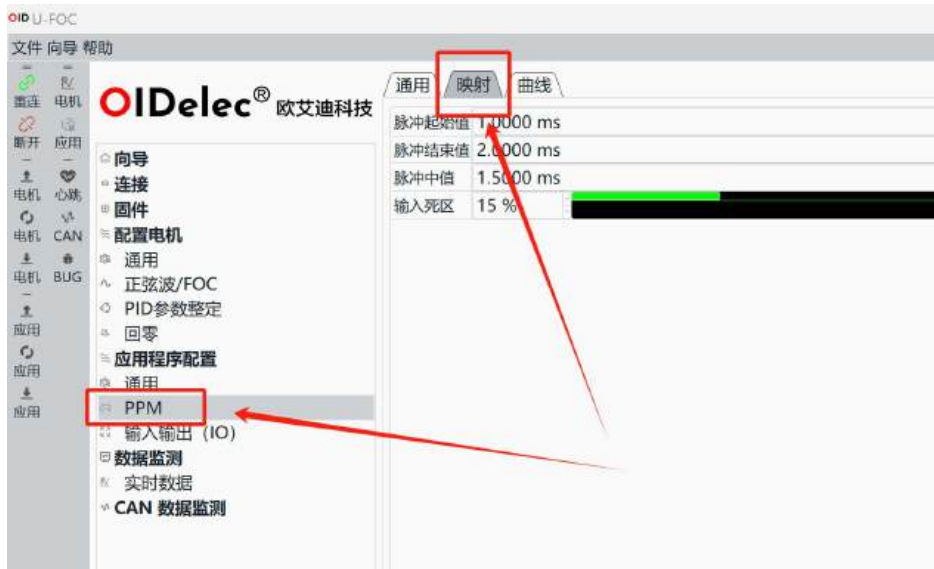 OID U-FOC
文件 向导 帮助
重连 电机
断开 应用
电机 心跳
电机 CAN
电机 BUG
应用
应用
应用
OIDelec® 欧艾迪科技
向导
连接
固件
配置电机
通用
正弦波/FOC
PID参数整定
回零
应用程序配置
通用
PPM
输入输出（IO）
数据监测
实时数据
CAN 数据监测
通用 映射 曲线
脉冲起始值 1.0000 ms
脉冲结束值 2.0000 ms
脉冲中值 1.5000 ms
输入死区 15 %